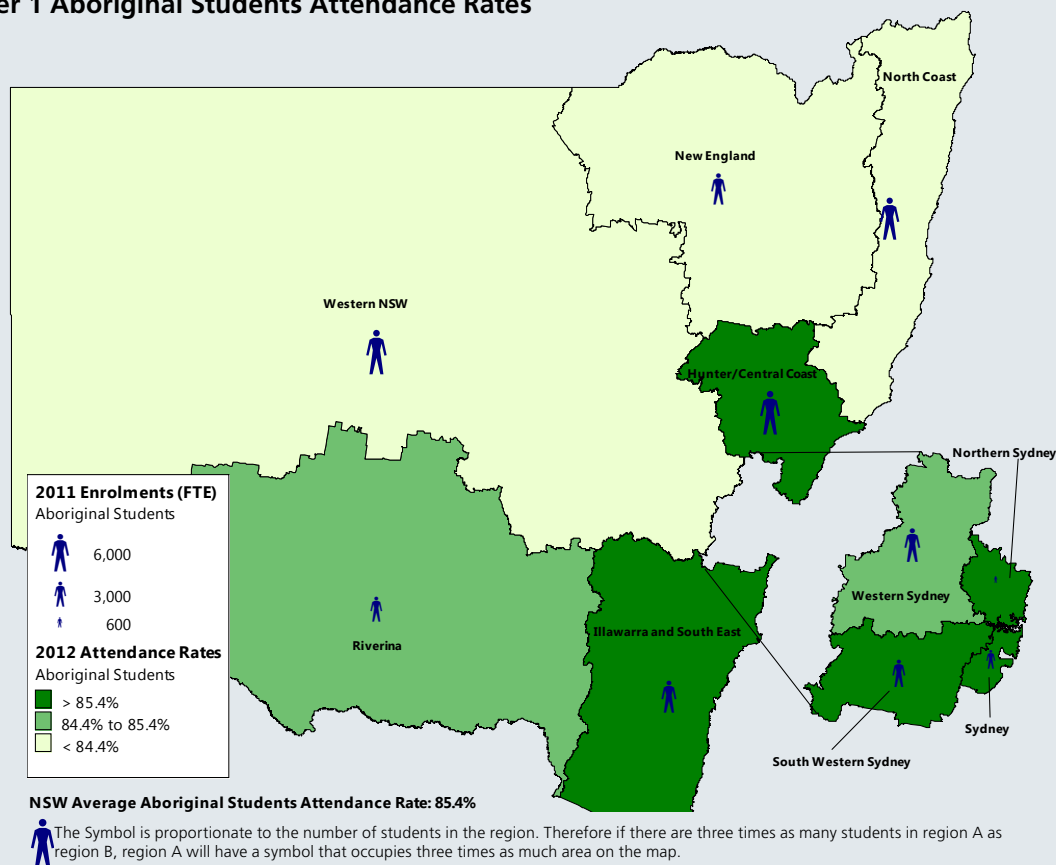 er 1 Aboriginal Students Attendance Rates
North Coast
New England
Western NSW
Hunter/Central Coast
Northern Sydney
Western Sydney
Illawarra and South East
Riverina
Sydney
South Western Sydney
2011 Enrolments (FTE)
Aboriginal Students
6,000
3,000
600
2012 Attendance Rates
Aboriginal Students
> 85.4%
84.4% to 85.4%
< 84.4%
NSW Average Aboriginal Students Attendance Rate: 85.4%
The Symbol is proportionate to the number of students in the region. Therefore if there are three times as many students in region A as
region B, region A will have a symbol that occupies three times as much area on the map.